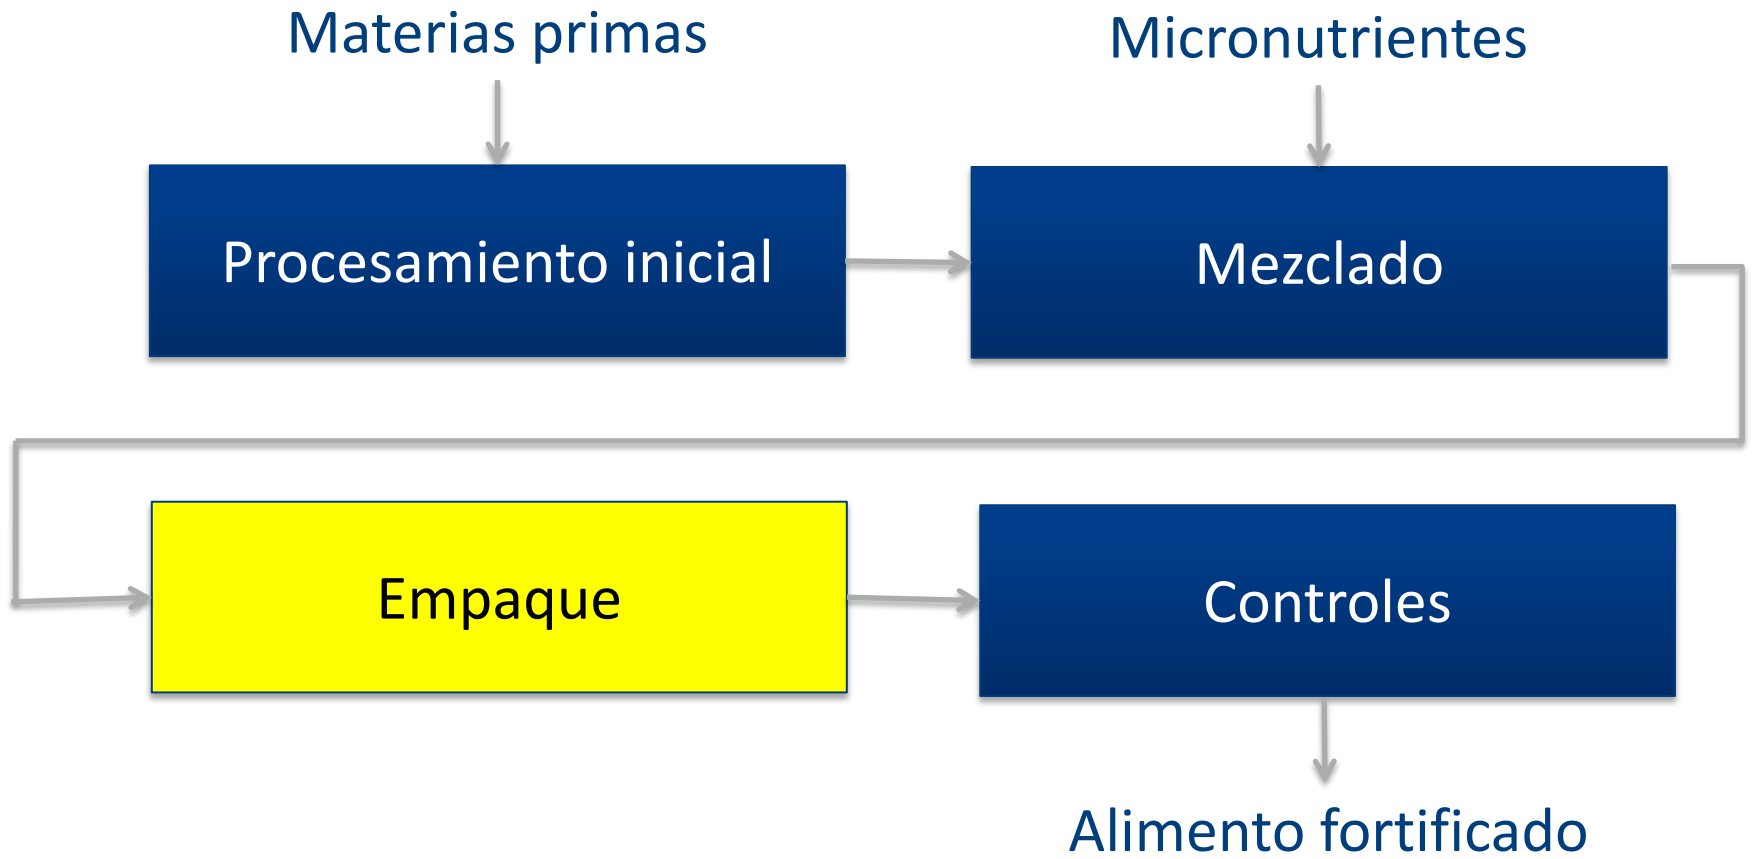 Materias primas
Micronutrientes
Procesamiento inicial
Mezclado
Empaque
Controles
Alimento fortificado